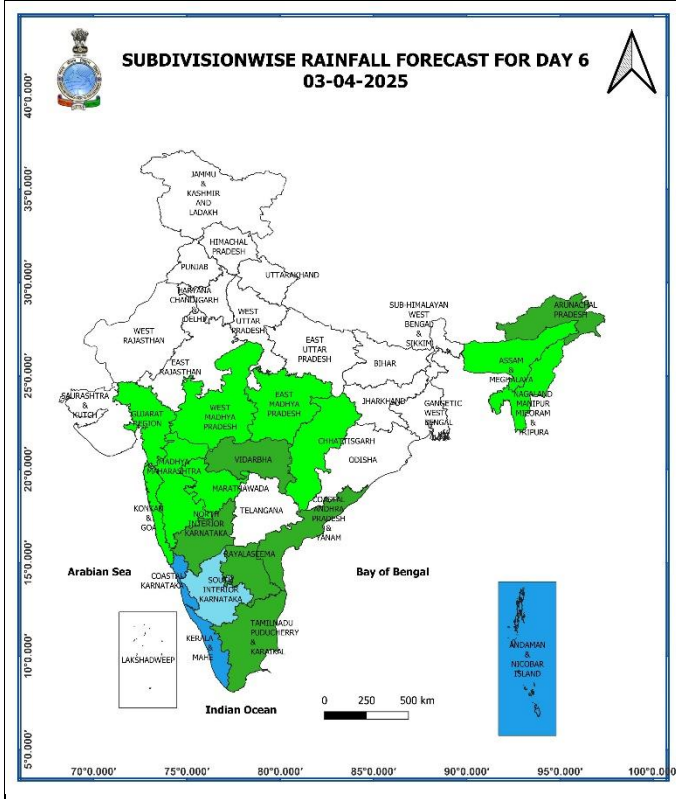 SUBDIVISIONWISE RAINFALL FORECAST FOR DAY 6
03-04-2025
40°0.000'
35°0.000'
30°0.000'
25°0.000'
20°0.000'
15°0.000'
10°0.000'
5°0.000'
JAMMU
&
KASHMIR
AND
LADAKH
HIMACHAL
PRADESH
PUNJAB
UTTARAKHAND
HARYANA
CHANDIGARH
&
DELHI
WEST
UTTAR
PRADESH
WEST
RAJASTHAN
EAST
RAJASTHAN
EAST
UTTAR
PRADESH
SUB-HIMALAYAN
WEST
BENGAL
&
SIKKIM
ARUNACHAL
PRADESH
ASSAM
&
MEGHALAYA
NAGALAND
MANIPUR
MIZORAM
&
TRIPURA
BIHAR
JHARKHAND
GANGETIC
WEST
BENGAL
SAURASHTRA
&
KUTCH
GUJARAT
REGION
WEST
MADHYA
PRADESH
EAST
MADHYA
PRADESH
CHHATTISGARH
ODISHA
VIDARBHA
MADHYA
MAHARASHTRA
MARATHAWADA
KONKAN
&
GOA
TELANGANA
NORTH
INTERIOR
KARNATAKA
COASTAL
ANDHRA
PRADESH
&
YANAM
RAYALASEEMA
COASTAL
KARNATAKA
SOUTH
INTERIOR
KARNATAKA
TAMILNADU
PUDUCHERRY
&
KARAIKAL
KERALA
&
MAHE
LAKSHADWEEP
ANDAMAN
&
NICOBAR
ISLAND
Arabian Sea
Bay of Bengal
Indian Ocean
0 250 500 km
70°0.000' 75°0.000' 80°0.000' 85°0.000' 90°0.000' 95°0.000' 100°0.000'